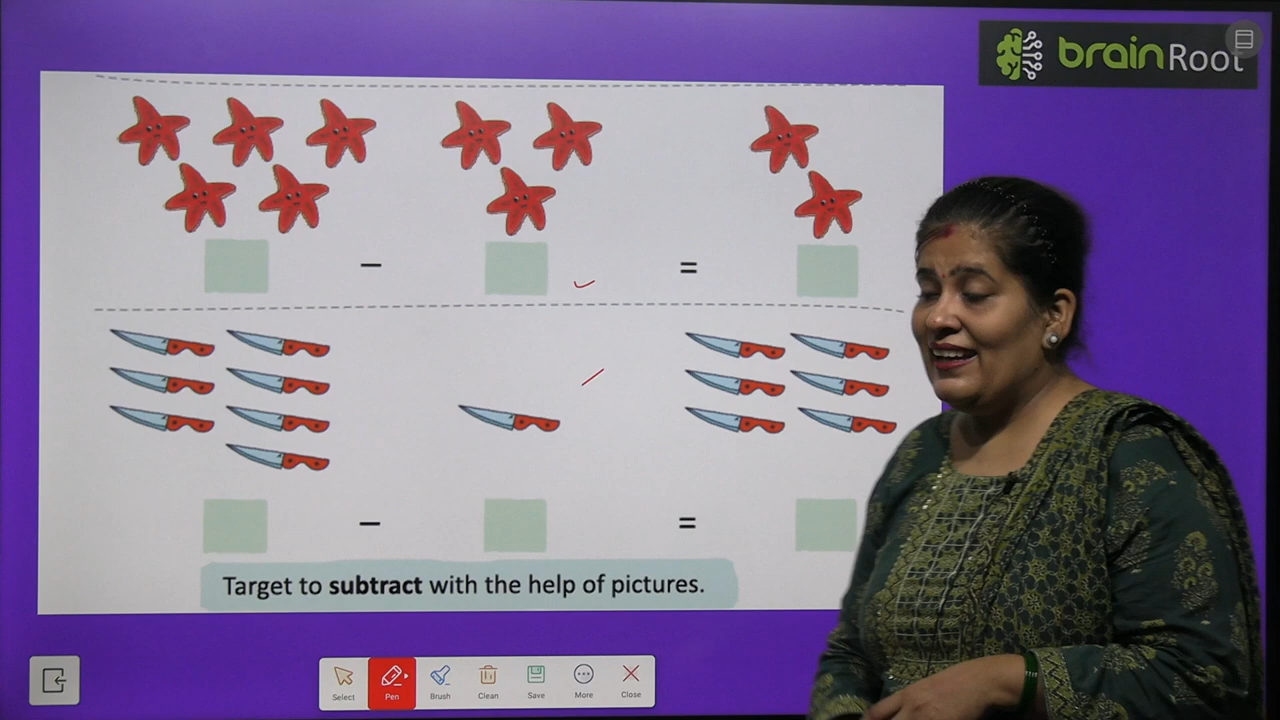 brainRoot
− =
− =
Target to subtract with the help of pictures.
Select Pen Brush Clean Save More Close